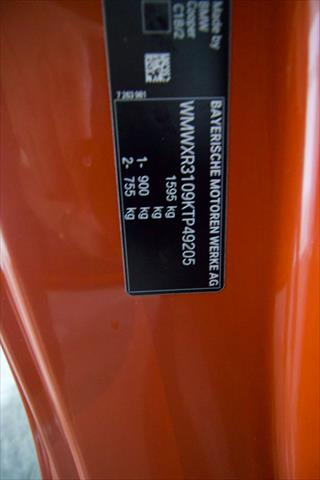 Made by
BMW
Cooper
C18/2
7 263 981
BAYERISCHE MOTOREN WERKE AG
WMWXR3109KTP49205
1595 kg
kg
1- 900 kg
2- 755 kg